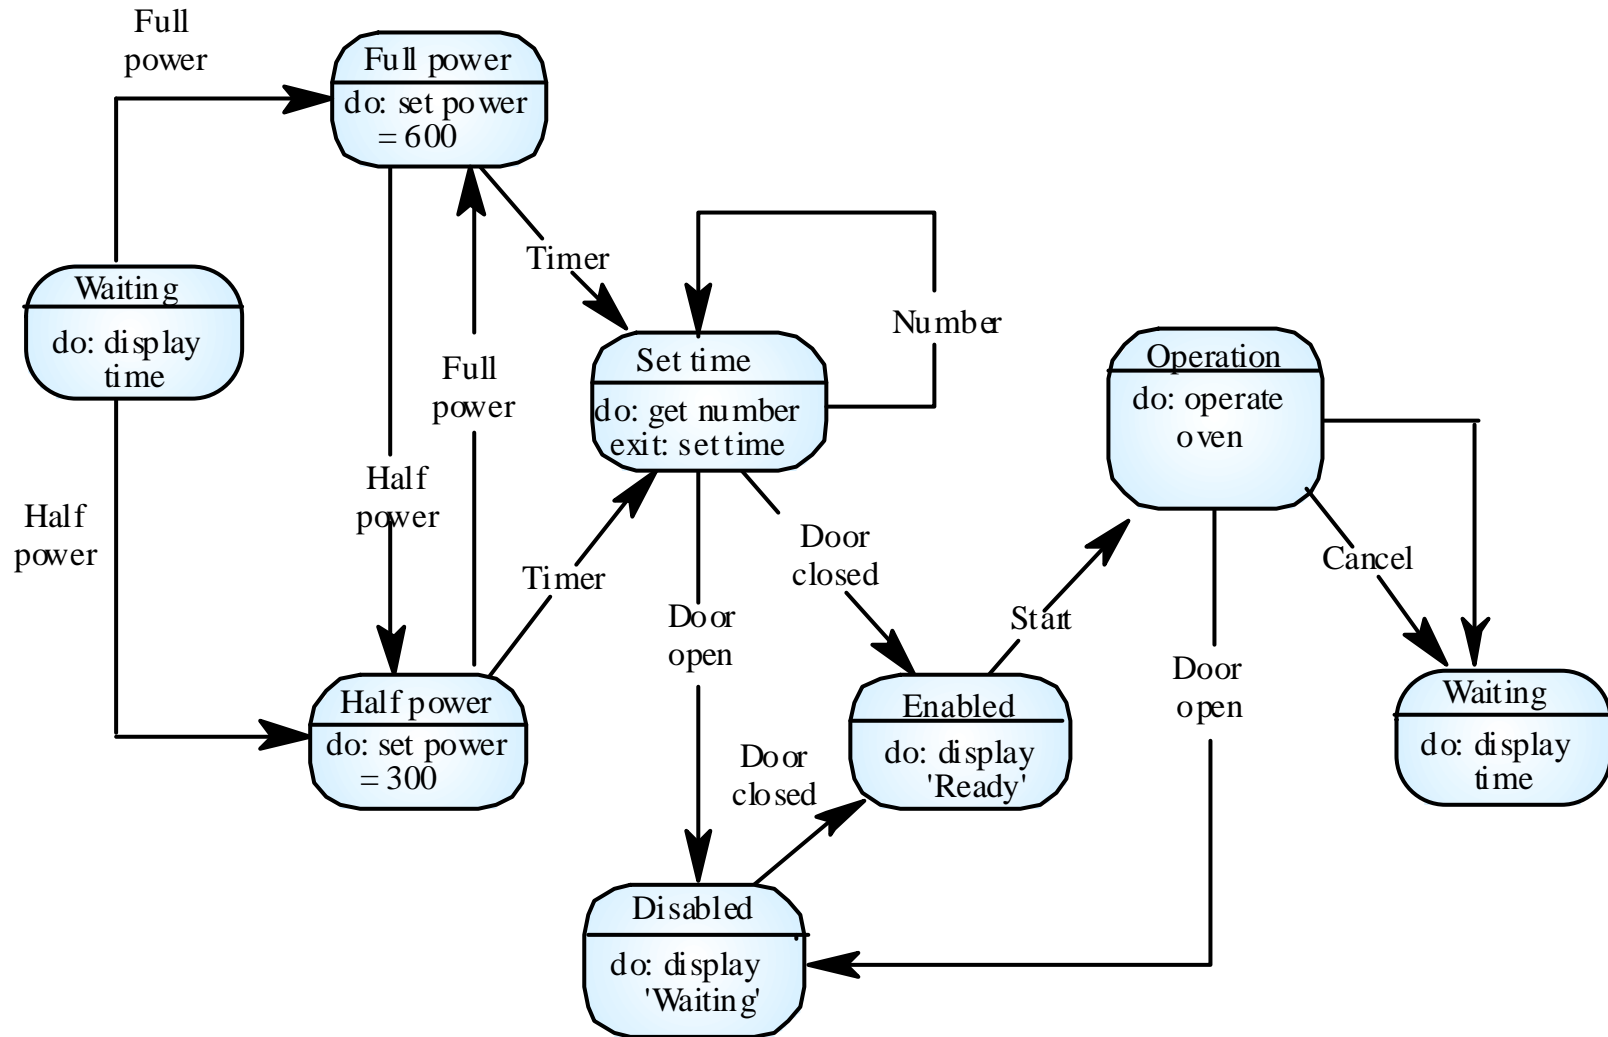 Full
power
Full power
do: set power
= 600
Waiting
do: display
time
Timer
Number
Full
power
Set time
do: get number
exit: set time
Operation
do: operate
oven
Half
power
Half
power
Timer
Door
closed
Cancel
Door
open
Start
Door
open
Half power
do: set power
= 300
Enabled
do: display
'Ready'
Waiting
do: display
time
Door
closed
Disabled
do: display
'Waiting'